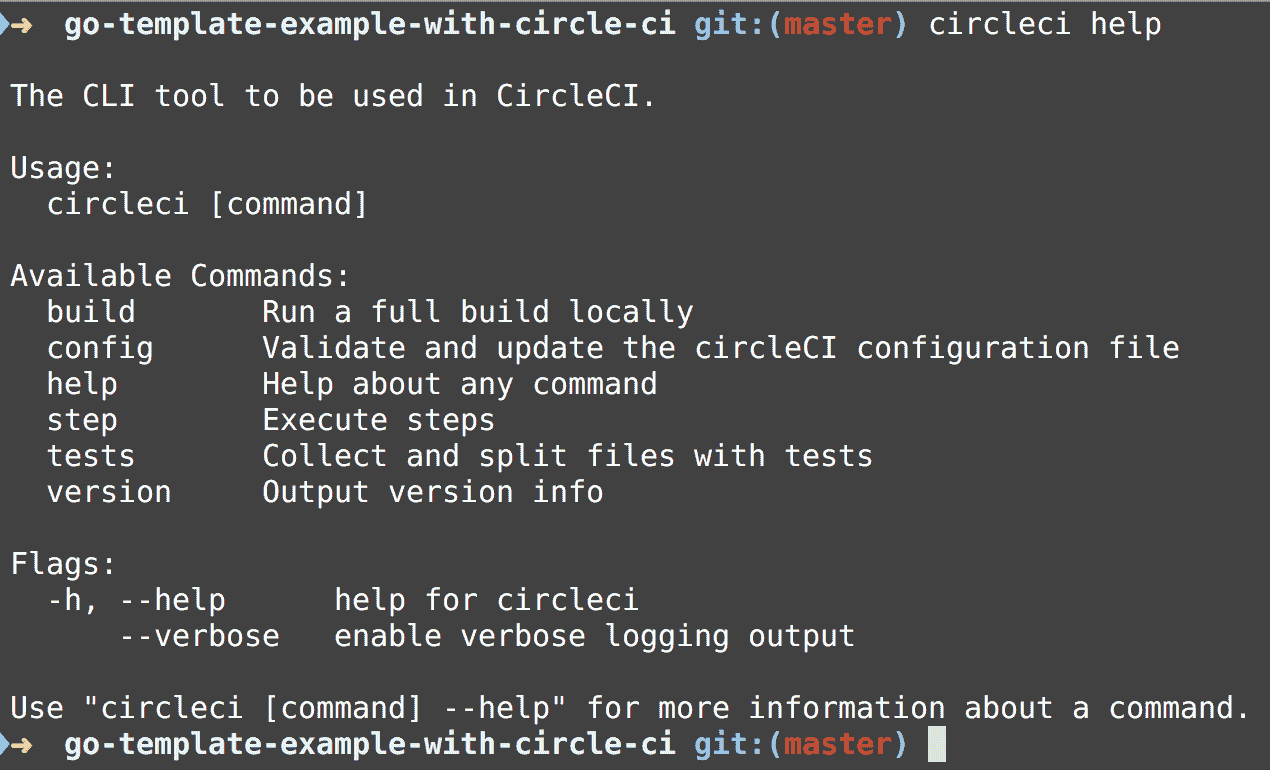 ➜  go-template-example-with-circle-ci git:(master) circleci help

The CLI tool to be used in CircleCI.

Usage:
  circleci [command]

Available Commands:
  build       Run a full build locally
  config      Validate and update the circleCI configuration file
  help        Help about any command
  step        Execute steps
  tests       Collect and split files with tests
  version     Output version info

Flags:
  -h, --help      help for circleci
      --verbose   enable verbose logging output

Use "circleci [command] --help" for more information about a command.
➜  go-template-example-with-circle-ci git:(master)